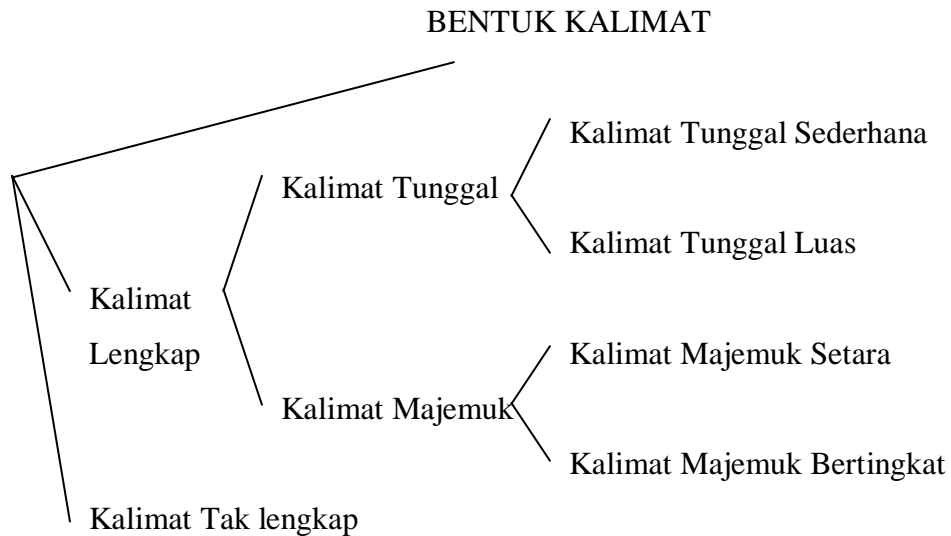 BENTUK KALIMAT
Kalimat Tunggal Sederhana
Kalimat Tunggal
Kalimat Tunggal Luas
Kalimat
Lengkap
Kalimat Majemuk Setara
Kalimat Majemuk
Kalimat Majemuk Bertingkat
Kalimat Tak lengkap